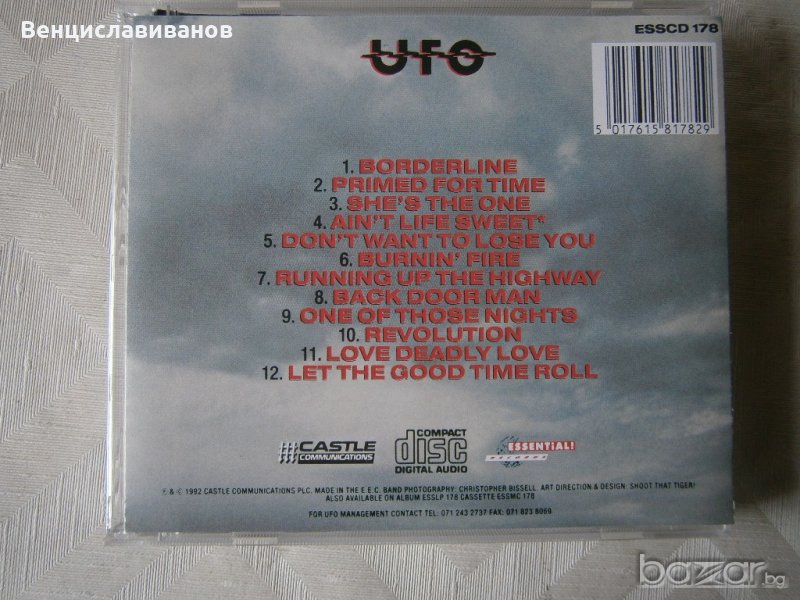 Венциславиванов
UFO
ESSCD 178
5 017615 817829
1. BORDERLINE
2. PRIMED FOR TIME
3. SHE'S THE ONE
4. AIN'T LIFE SWEET*
5. DON'T WANT TO LOSE YOU
6. BURNIN' FIRE
7. RUNNING UP THE HIGHWAY
8. BACK DOOR MAN
9. ONE OF THOSE NIGHTS
10. REVOLUTION
11. LOVE DEADLY LOVE
12. LET THE GOOD TIME ROLL
CASTLE
COMMUNICATIONS
COMPACT
disc
DIGITAL AUDIO
ESSENTIAL!
RECORDS
℗ & © 1992 CASTLE COMMUNICATIONS PLC. MADE IN THE E.E.C. BAND PHOTOGRAPHY: CHRISTOPHER BISSELL ART DIRECTION & DESIGN: SHOOT THAT TIGER!
ALSO AVAILABLE ON ALBUM ESSLP 178 CASSETTE ESSMC 178
FOR UFO MANAGEMENT CONTACT TEL: 071 243 2737 FAX: 071 823 8069
bazar.bg